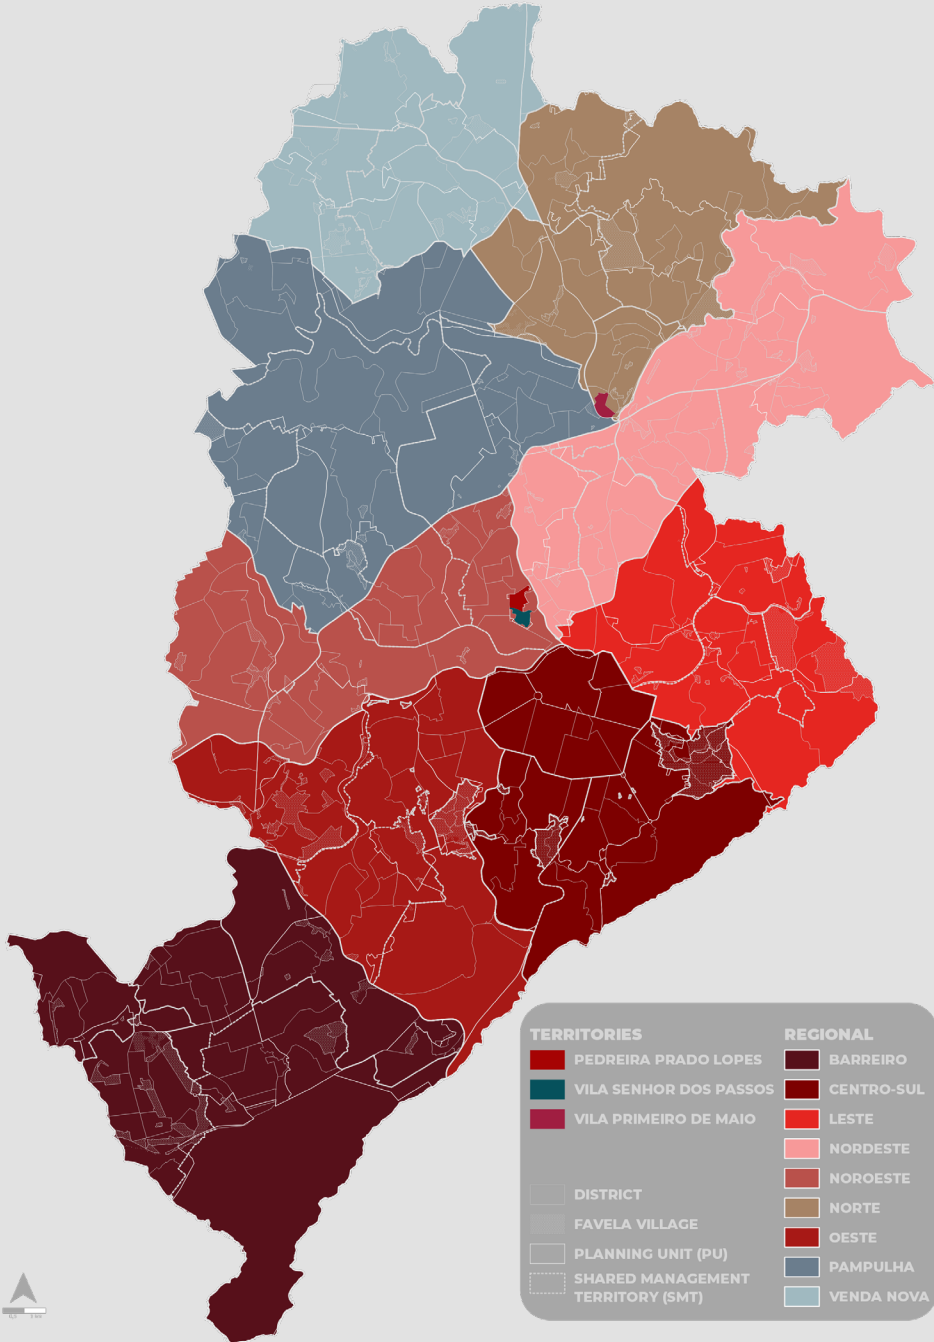 TERRITORIES
PEDREIRA PRADO LOPES
VILA SENHOR DOS PASSOS
VILA PRIMEIRO DE MAIO
DISTRICT
FAVELA VILLAGE
PLANNING UNIT (PU)
SHARED MANAGEMENT
TERRITORY (SMT)
REGIONAL
BARREIRO
CENTRO-SUL
LESTE
NORDESTE
NOROESTE
NORTE
OESTE
PAMPULHA
VENDA NOVA